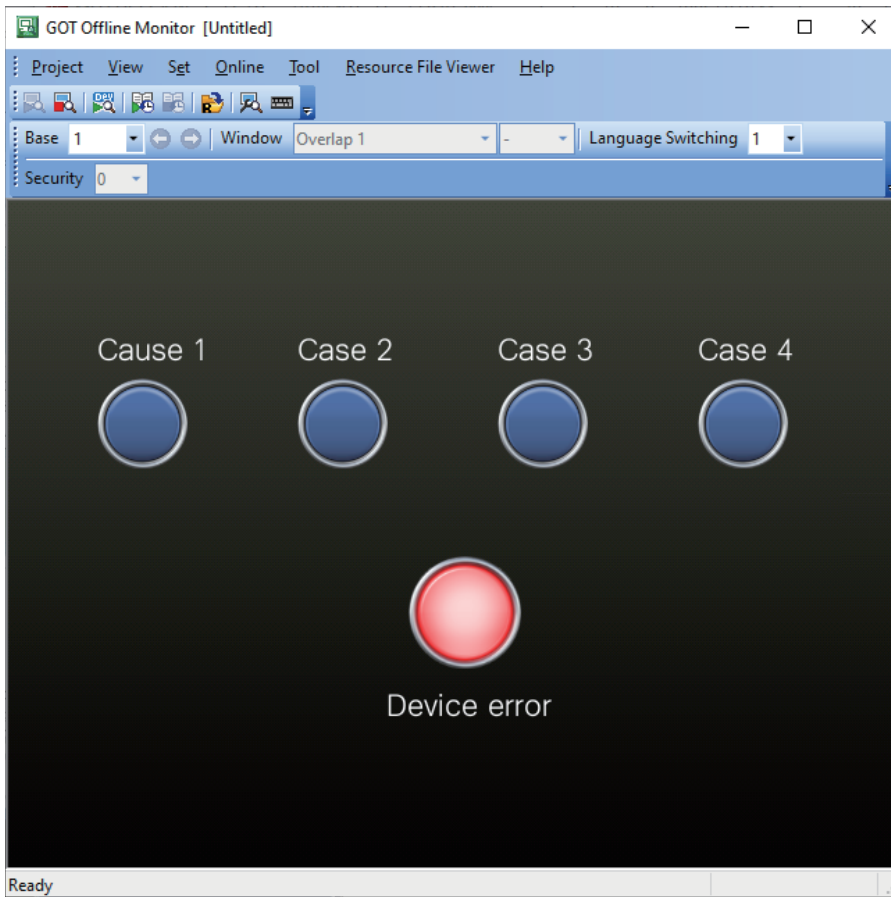 GOT Offline Monitor [Untitled]
Project View Set Online Tool Resource File Viewer Help
DEV R
Base 1 Window Overlap 1 - Language Switching 1
Security 0
Cause 1 Case 2 Case 3 Case 4
Device error
Ready